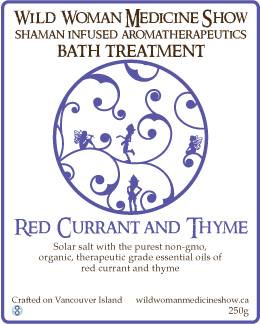 Wild Woman Medicine Show
shaman infused aromatherapeutics
bath treatment
Red Currant and Thyme
Solar salt with the purest non-gmo,
organic, therapeutic grade essential oils of
red currant and thyme
Crafted on Vancouver Island wildwomanmedicineshow.ca
250g